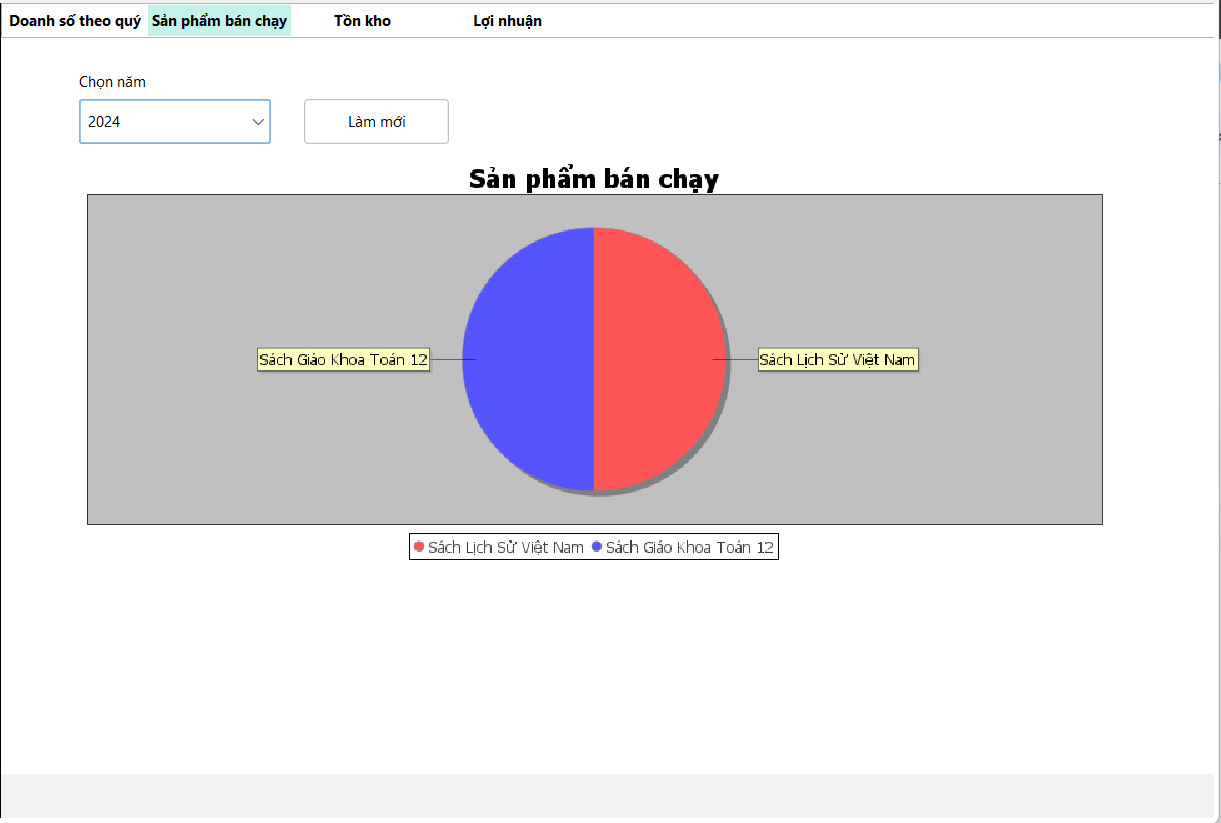 Doanh số theo quý Sản phẩm bán chạy Tồn kho Lợi nhuận
Chọn năm
2024 Làm mới
Sản phẩm bán chạy
Sách Giáo Khoa Toán 12 Sách Lịch Sử Việt Nam
Sách Lịch Sử Việt Nam Sách Giáo Khoa Toán 12